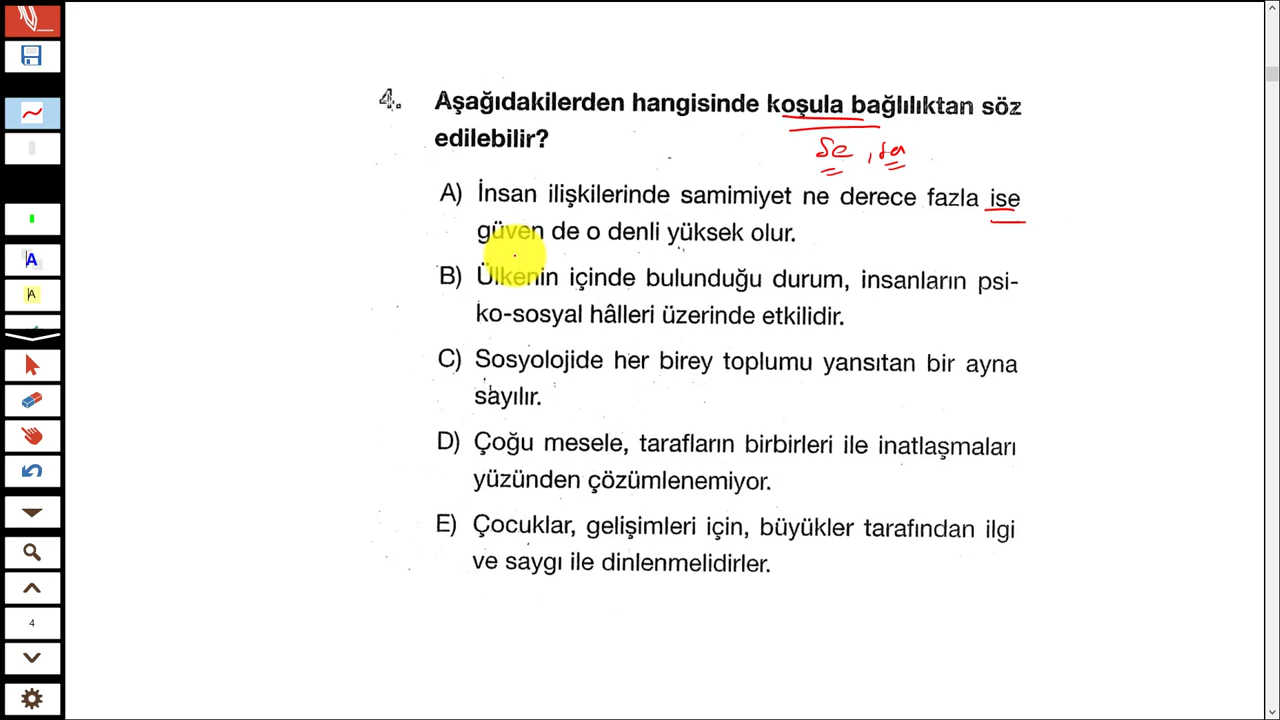 4. Aşağıdakilerden hangisinde koşula bağlılıktan söz
edilebilir?
se, sa
A) İnsan ilişkilerinde samimiyet ne derece fazla ise
güven de o denli yüksek olur.
B) Ülkenin içinde bulunduğu durum, insanların psi-
ko-sosyal hâlleri üzerinde etkilidir.
C) Sosyolojide her birey toplumu yansıtan bir ayna
sayılır.
D) Çoğu mesele, tarafların birbirleri ile inatlaşmaları
yüzünden çözümlenemiyor.
E) Çocuklar, gelişimleri için, büyükler tarafından ilgi
ve saygı ile dinlenmelidirler.
A
A
4